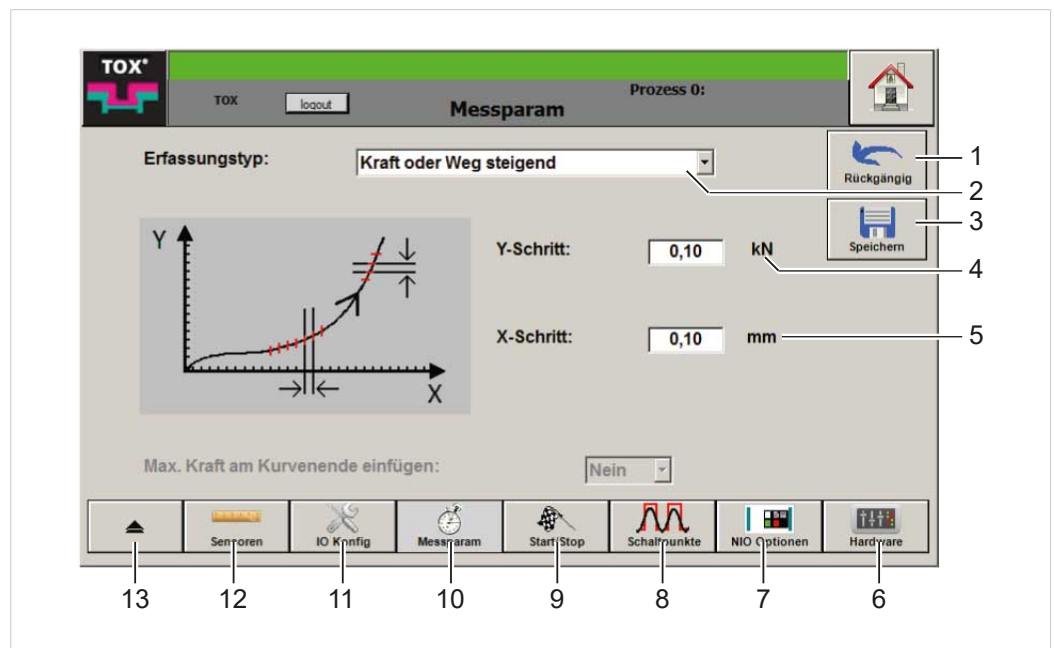 TOX®
TOX
logout
Messparam
Prozess 0:
Erfassungstyp:
Kraft oder Weg steigend
Rückgängig
1
2
Speichern
3
4
Y
X
Y-Schritt:
0,10
kN
X-Schritt:
0,10
mm
5
Max. Kraft am Kurvenende einfügen:
Nein
Sensoren
IO Konfig
Messparam
Start/Stop
Schaltpunkte
NIO Optionen
Hardware
13
12
11
10
9
8
7
6